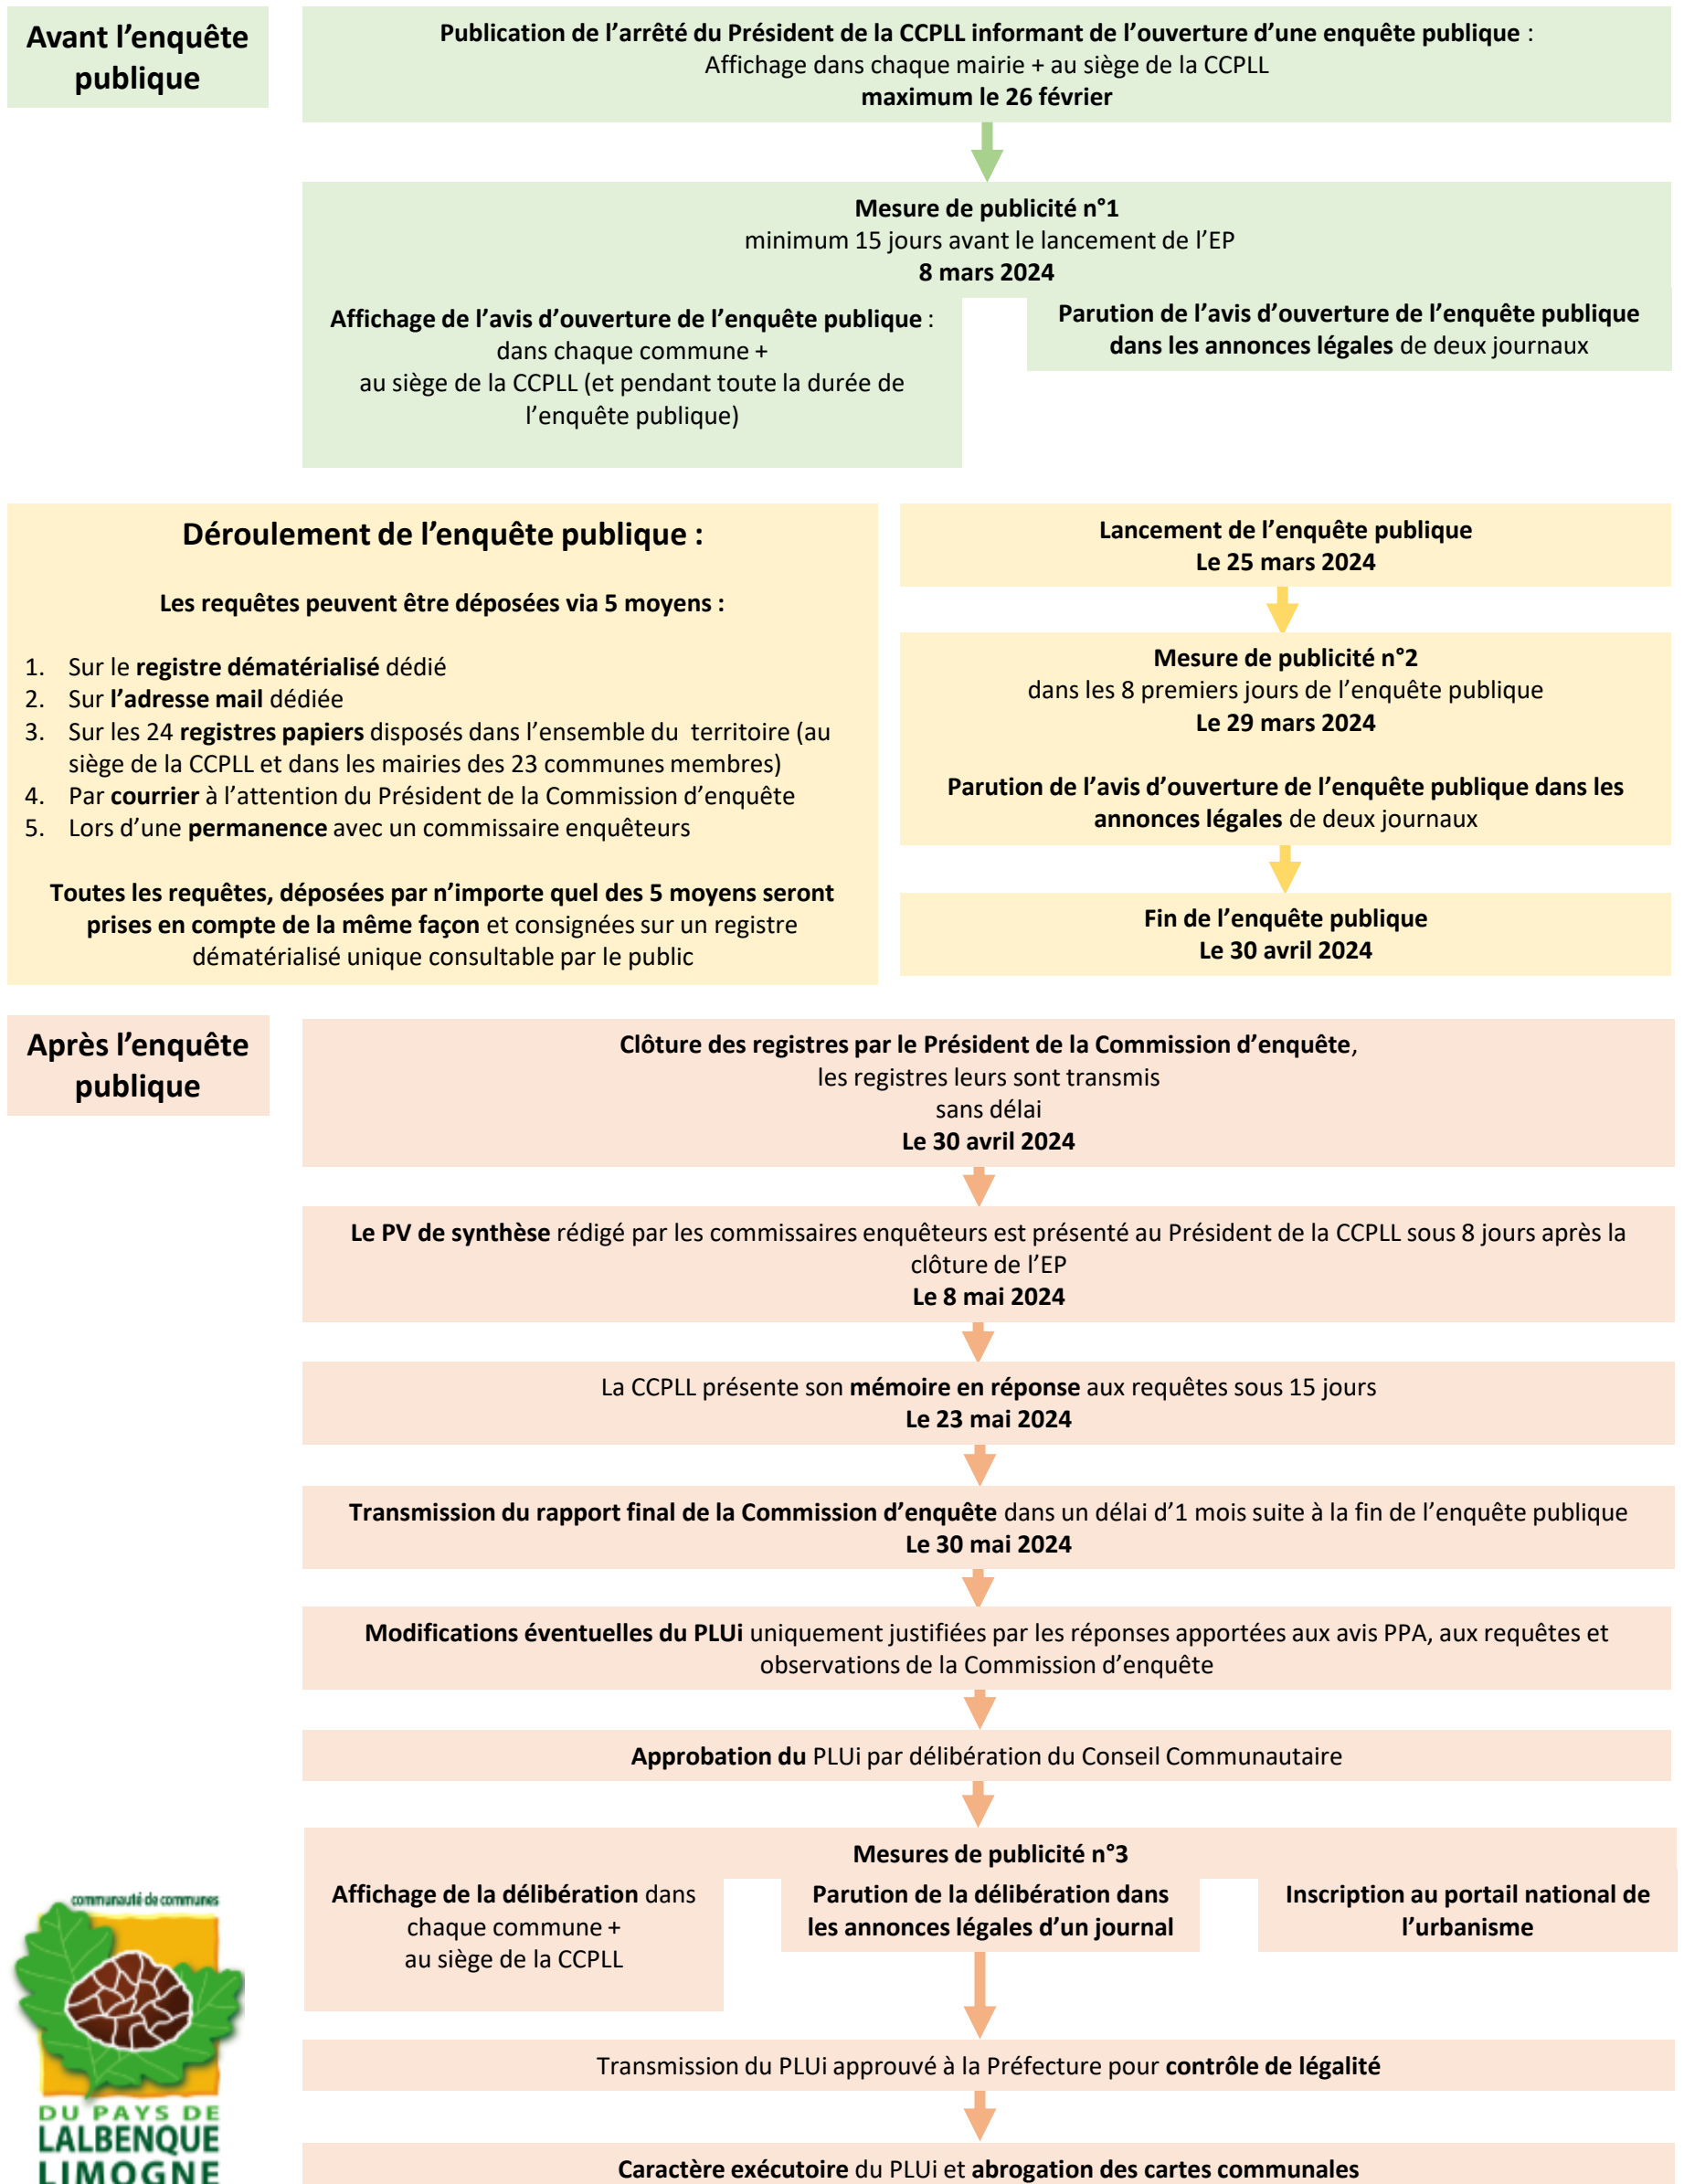 Avant l’enquête
publique
Publication de l’arrêté du Président de la CCPLL informant de l’ouverture d’une enquête publique :
Affichage dans chaque mairie + au siège de la CCPLL
maximum le 26 février
Mesure de publicité n°1
minimum 15 jours avant le lancement de l’EP
8 mars 2024
Affichage de l’avis d’ouverture de l’enquête publique :
dans chaque commune +
au siège de la CCPLL (et pendant toute la durée de
l’enquête publique)
Parution de l’avis d’ouverture de l’enquête publique
dans les annonces légales de deux journaux
Déroulement de l’enquête publique :
Les requêtes peuvent être déposées via 5 moyens :
1. Sur le registre dématérialisé dédié
2. Sur l’adresse mail dédiée
3. Sur les 24 registres papiers disposés dans l’ensemble du territoire (au
siège de la CCPLL et dans les mairies des 23 communes membres)
4. Par courrier à l’attention du Président de la Commission d’enquête
5. Lors d’une permanence avec un commissaire enquêteurs
Toutes les requêtes, déposées par n’importe quel des 5 moyens seront
prises en compte de la même façon et consignées sur un registre
dématérialisé unique consultable par le public
Lancement de l’enquête publique
Le 25 mars 2024
Mesure de publicité n°2
dans les 8 premiers jours de l’enquête publique
Le 29 mars 2024
Parution de l’avis d’ouverture de l’enquête publique dans les
annonces légales de deux journaux
Fin de l’enquête publique
Le 30 avril 2024
Après l’enquête
publique
Clôture des registres par le Président de la Commission d’enquête,
les registres leurs sont transmis
sans délai
Le 30 avril 2024
Le PV de synthèse rédigé par les commissaires enquêteurs est présenté au Président de la CCPLL sous 8 jours après la
clôture de l’EP
Le 8 mai 2024
La CCPLL présente son mémoire en réponse aux requêtes sous 15 jours
Le 23 mai 2024
Transmission du rapport final de la Commission d’enquête dans un délai d’1 mois suite à la fin de l’enquête publique
Le 30 mai 2024
Modifications éventuelles du PLUi uniquement justifiées par les réponses apportées aux avis PPA, aux requêtes et
observations de la Commission d’enquête
Approbation du PLUi par délibération du Conseil Communautaire
Mesures de publicité n°3
Affichage de la délibération dans
chaque commune +
au siège de la CCPLL
Parution de la délibération dans
les annonces légales d’un journal
Inscription au portail national de
l’urbanisme
Transmission du PLUi approuvé à la Préfecture pour contrôle de légalité
Caractère exécutoire du PLUi et abrogation des cartes communales
communauté de communes
DU PAYS DE
LALBENQUE
LIMOGNE